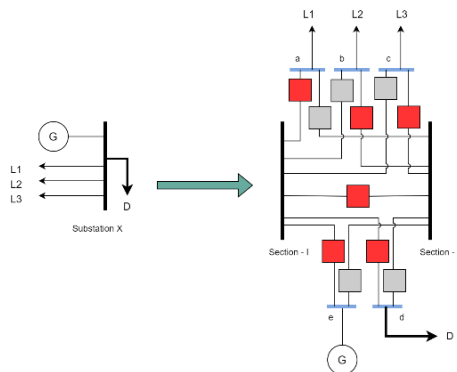 L1 L2 L3
a b c
G
L1
L2
L3
D
Substation X
Section - I Section -
e d
D
G